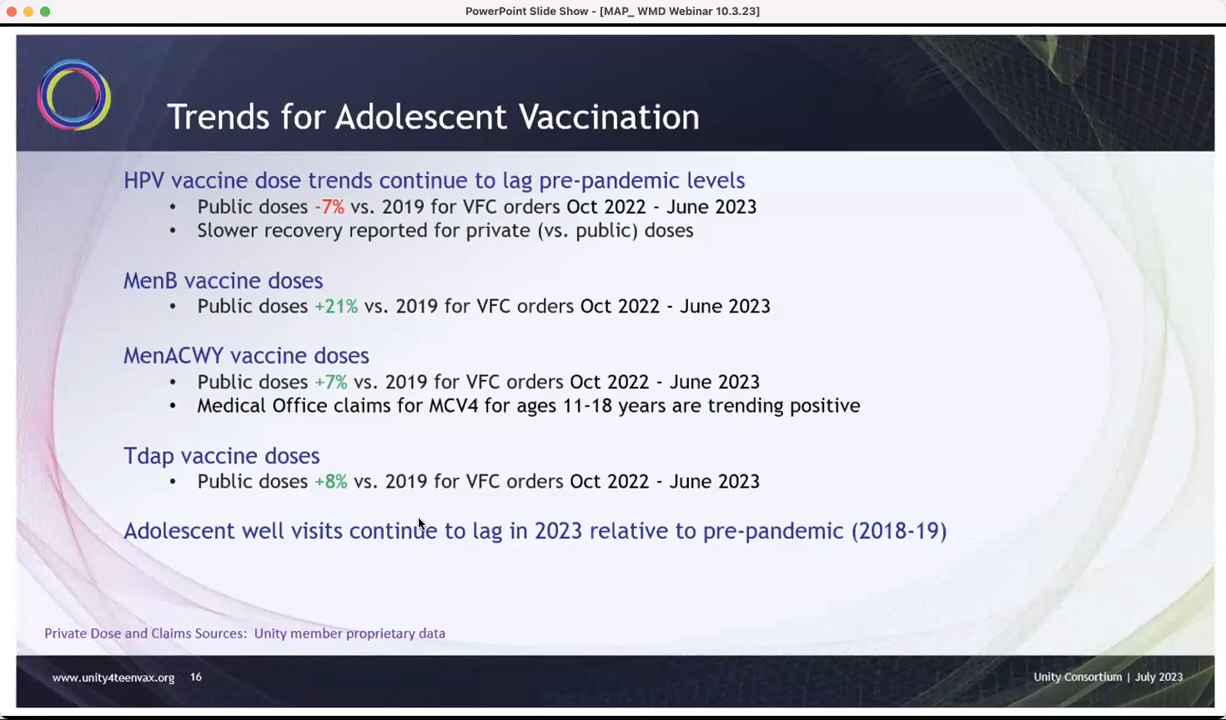 PowerPoint Slide Show - [MAP_ WMD Webinar 10.3.23]
Trends for Adolescent Vaccination
HPV vaccine dose trends continue to lag pre-pandemic levels
• Public doses -7% vs. 2019 for VFC orders Oct 2022 - June 2023
• Slower recovery reported for private (vs. public) doses
MenB vaccine doses
• Public doses +21% vs. 2019 for VFC orders Oct 2022 - June 2023
MenACWY vaccine doses
• Public doses +7% vs. 2019 for VFC orders Oct 2022 - June 2023
• Medical Office claims for MCV4 for ages 11-18 years are trending positive
Tdap vaccine doses
• Public doses +8% vs. 2019 for VFC orders Oct 2022 - June 2023
Adolescent well visits continue to lag in 2023 relative to pre-pandemic (2018-19)
Private Dose and Claims Sources: Unity member proprietary data
www.unity4teenvax.org 16
Unity Consortium | July 2023